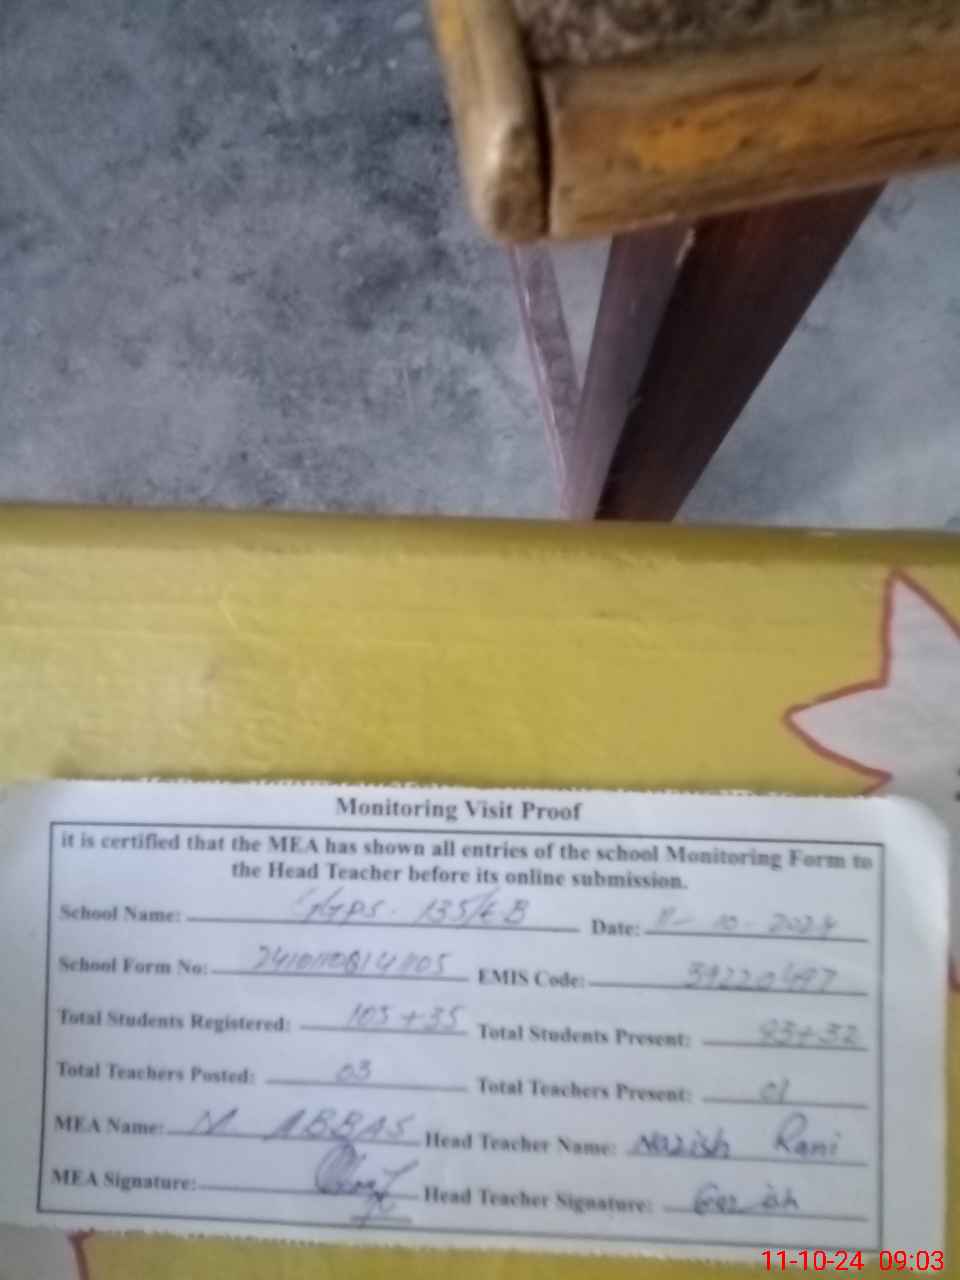 Monitoring Visit Proof
it is certified that the MEA has shown all entries of the school Monitoring Form to
the Head Teacher before its online submission.
School Name: GGPS. 135/EB Date: 11-10-2024
School Form No: EMIS Code: 39220497
Total Students Registered: 105+35 Total Students Present: 93+32
Total Teachers Posted: 03 Total Teachers Present: 01
MEA Name: M ABBAS Head Teacher Name: Nazish Rani
MEA Signature: Head Teacher Signature:
11-10-24 09:03